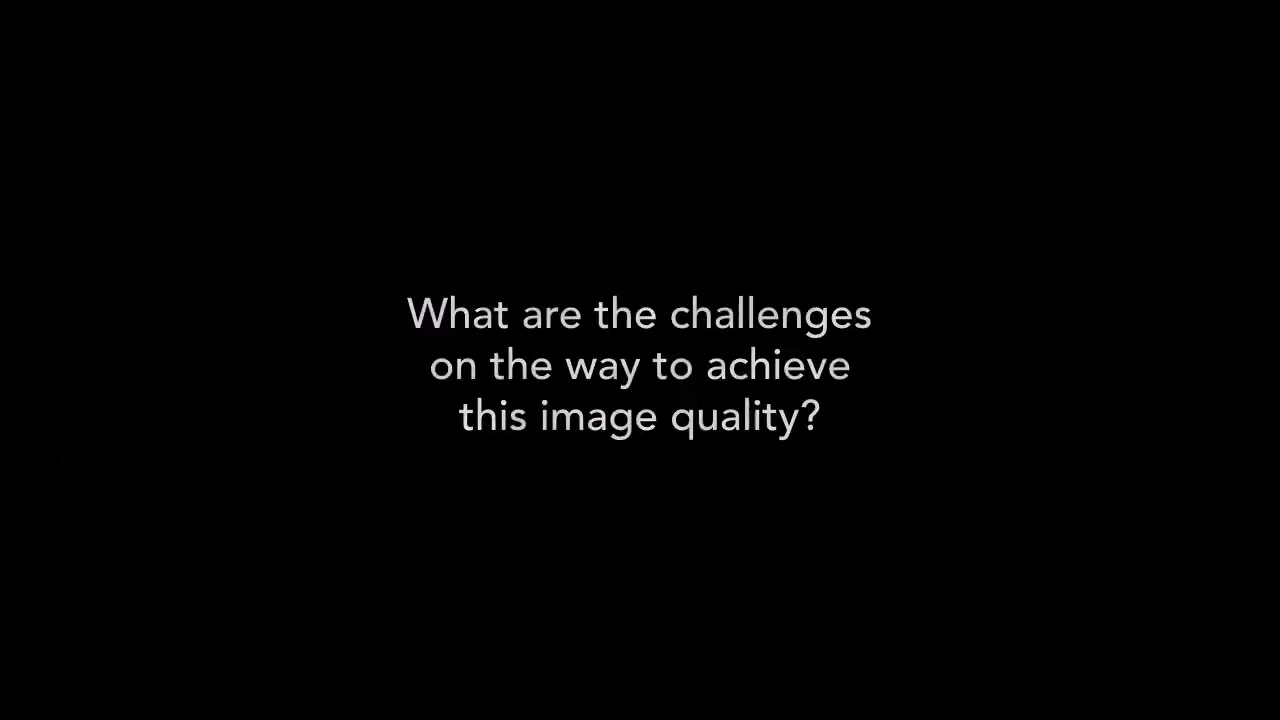 What are the challenges
on the way to achieve
this image quality?